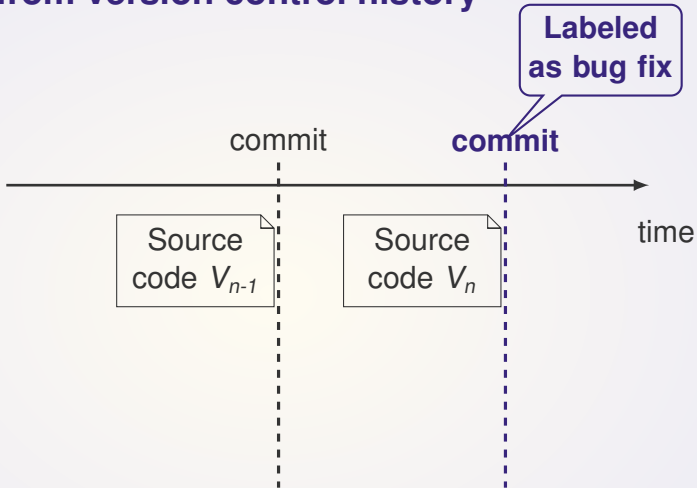 from version control history
Labeled
as bug fix
commit
commit
time
Source
code Vn-1
Source
code Vn